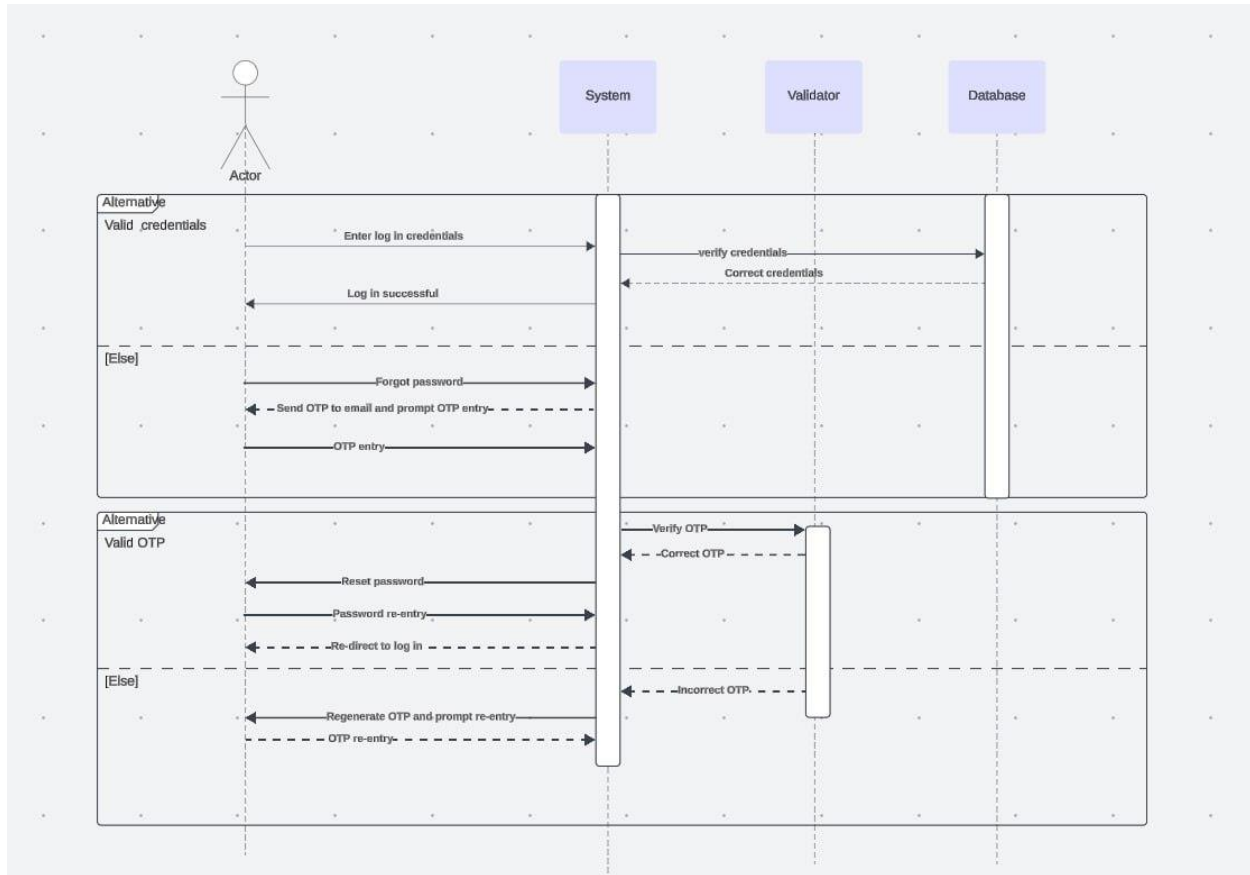 System
Validator
Database
Actor
Alternative
Valid credentials
Enter log in credentials
verify credentials
Correct credentials
Log in successful
[Else]
Forgot password
Send OTP to email and prompt OTP entry
OTP entry
Alternative
Valid OTP
Verify OTP
Correct OTP
Reset password
Password re-entry
Re-direct to log in
[Else]
Incorrect OTP
Regenerate OTP and prompt re-entry
OTP re-entry